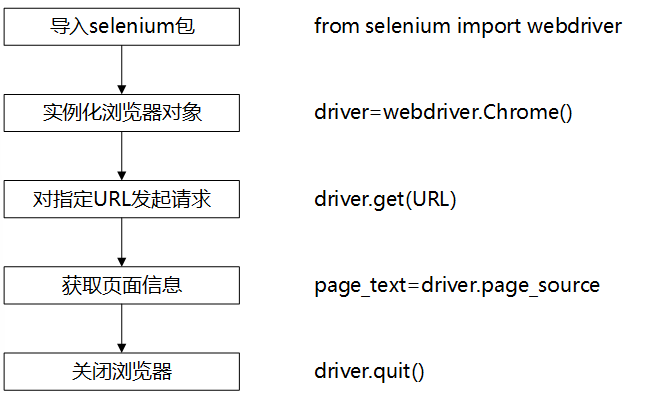 导入selenium包
from selenium import webdriver
实例化浏览器对象
driver=webdriver.Chrome()
对指定URL发起请求
driver.get(URL)
获取页面信息
page_text=driver.page_source
关闭浏览器
driver.quit()